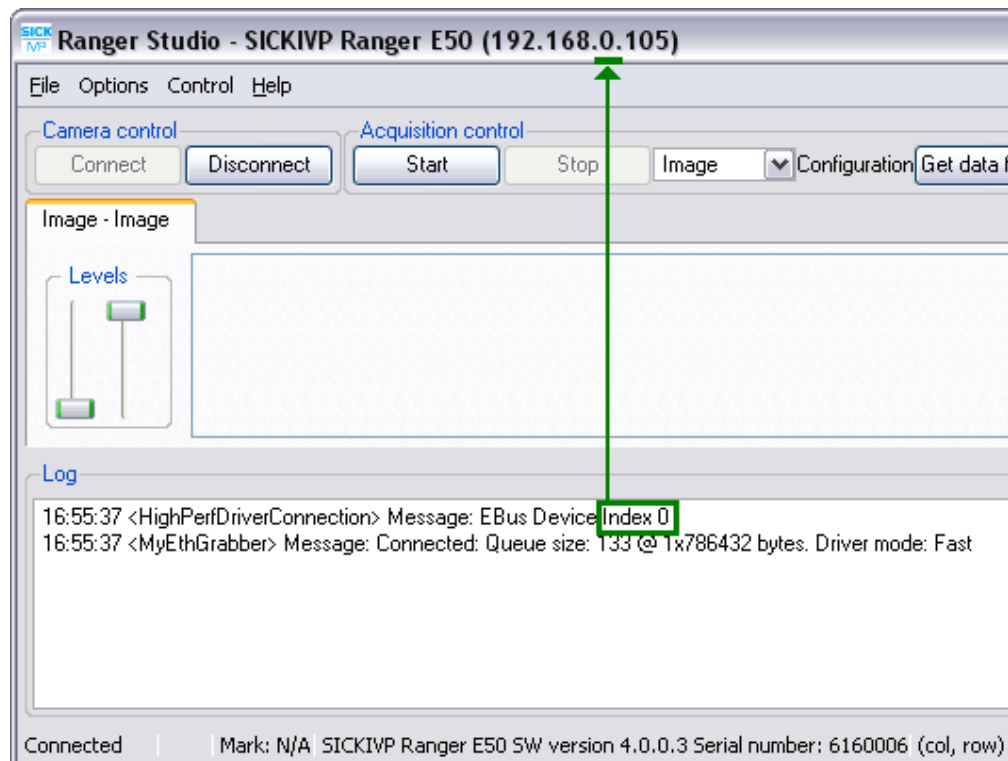 SICK IVP Ranger Studio - SICKIVP Ranger E50 (192.168.0.105)
File Options Control Help
Camera control Acquisition control
Connect Disconnect Start Stop Image Configuration Get data f
Image - Image
Levels
Log
16:55:37 <HighPerfDriverConnection> Message: EBus Device Index 0
16:55:37 <MyEthGrabber> Message: Connected: Queue size: 133 @ 1x786432 bytes. Driver mode: Fast
Connected Mark: N/A SICKIVP Ranger E50 SW version 4.0.0.3 Serial number: 6160006 (col, row)